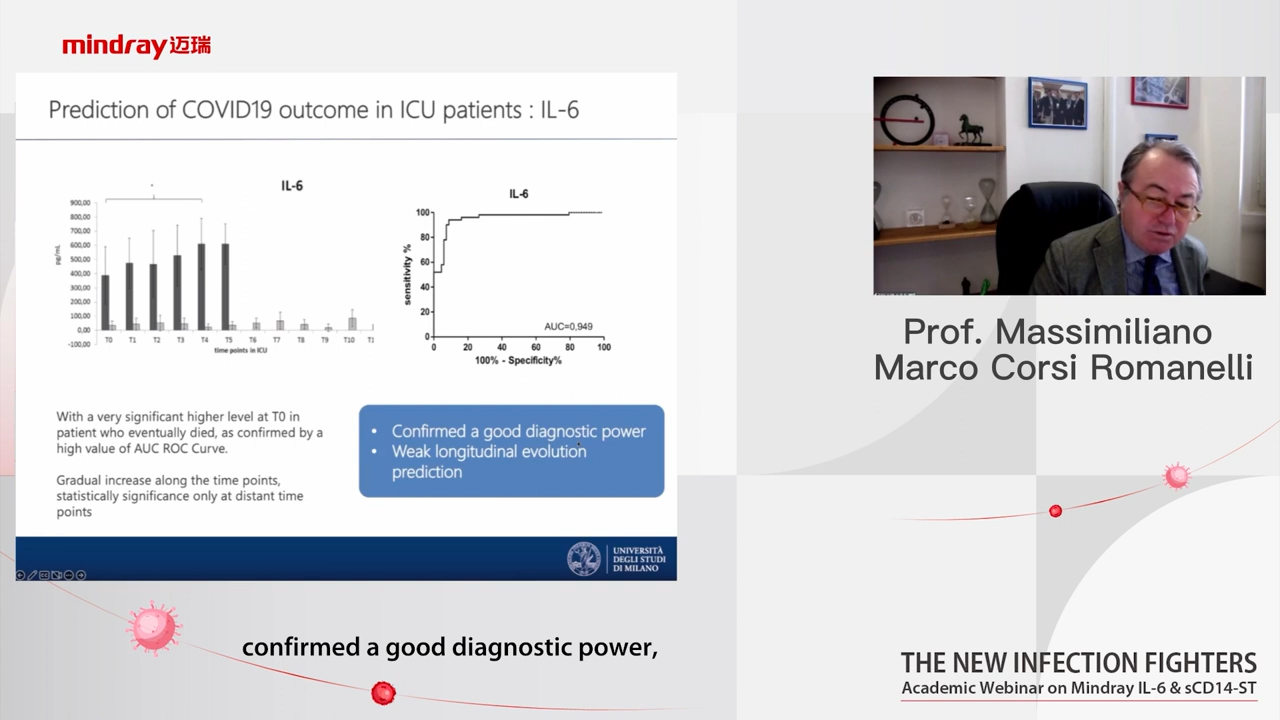 mindray迈瑞
Prediction of COVID19 outcome in ICU patients : IL-6
IL-6
900,00
800,00
700,00
600,00
500,00
400,00
300,00
200,00
100,00
0,00
-100,00
pg/mL
T0 T1 T2 T3 T4 T5 T6 T7 T8 T9 T10 T1
time points in ICU
IL-6
100
80
60
40
20
0
sensitivity %
AUC=0,949
0 20 40 60 80 100
100% - Specificity%
With a very significant higher level at T0 in
patient who eventually died, as confirmed by a
high value of AUC ROC Curve.
Gradual increase along the time points,
statistically significance only at distant time
points
• Confirmed a good diagnostic power
• Weak longitudinal evolution
prediction
UNIVERSITÀ
DEGLI STUDI
DI MILANO
confirmed a good diagnostic power,
Prof. Massimiliano
Marco Corsi Romanelli
THE NEW INFECTION FIGHTERS
Academic Webinar on Mindray IL-6 & sCD14-ST